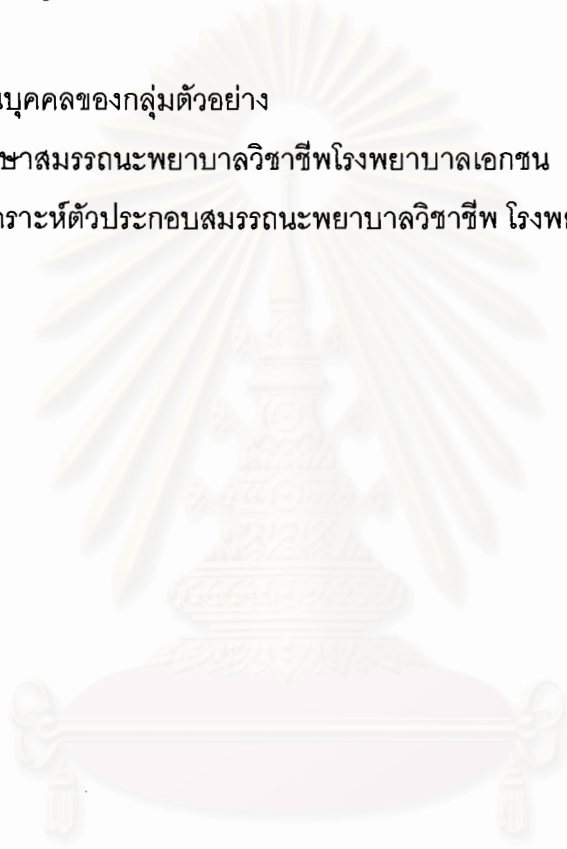 นบุคคลของกลุ่มตัวอย่าง
ษาสมรรถนะพยาบาลวิชาชีพโรงพยาบาลเอกชน
ราะห์ตัวประกอบสมรรถนะพยาบาลวิชาชีพ โรงพย